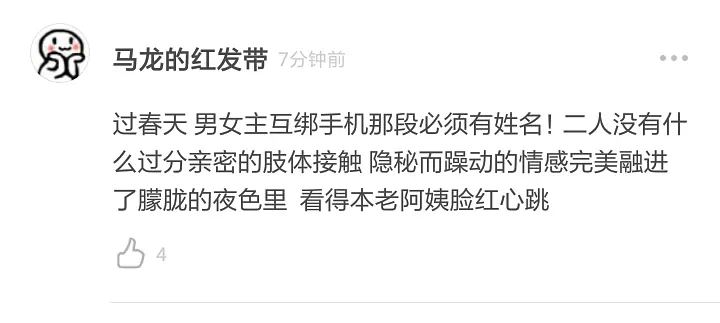 马龙的红发带 7分钟前
过春天 男女主互绑手机那段必须有姓名！二人没有什
么过分亲密的肢体接触 隐秘而躁动的情感完美融进
了朦胧的夜色里 看得本老阿姨脸红心跳
4